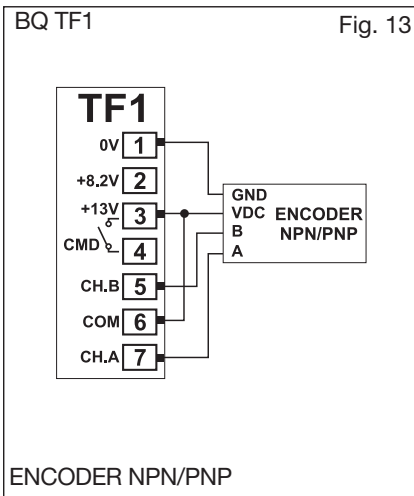 BQ TF1 Fig. 13
TF1
0V 1
+8.2V 2
+13V 3
CMD 4
CH.B 5
COM 6
CH.A 7
GND
VDC ENCODER
B NPN/PNP
A
ENCODER NPN/PNP